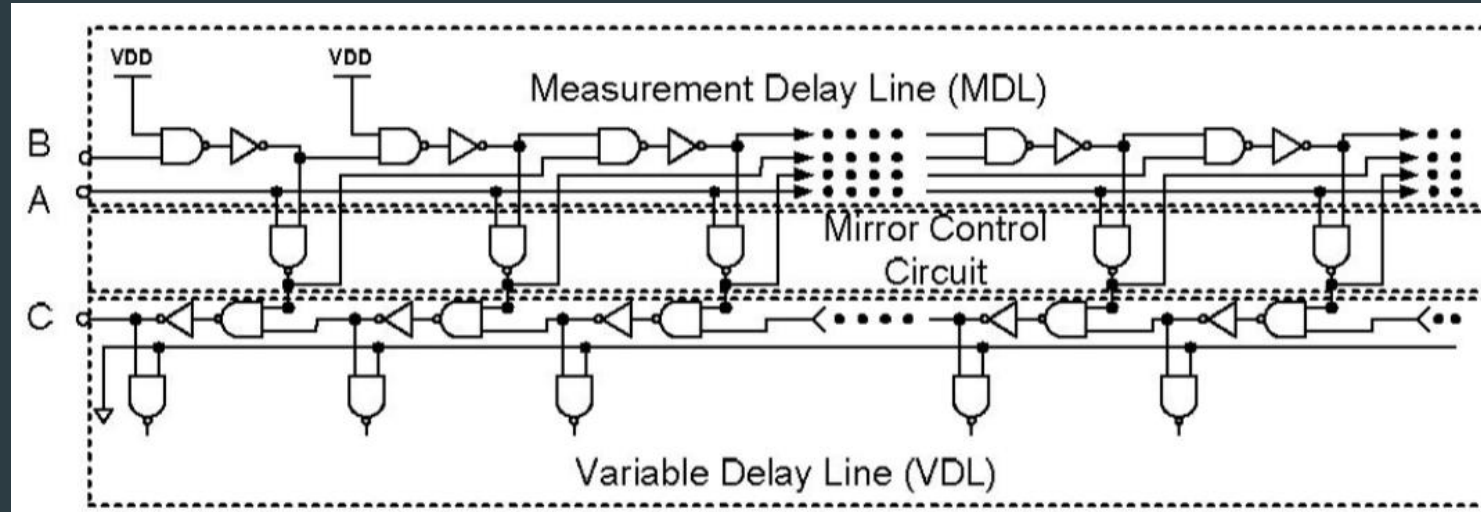 VDD
VDD
Measurement Delay Line (MDL)
B
A
Mirror Control
Circuit
C
Variable Delay Line (VDL)